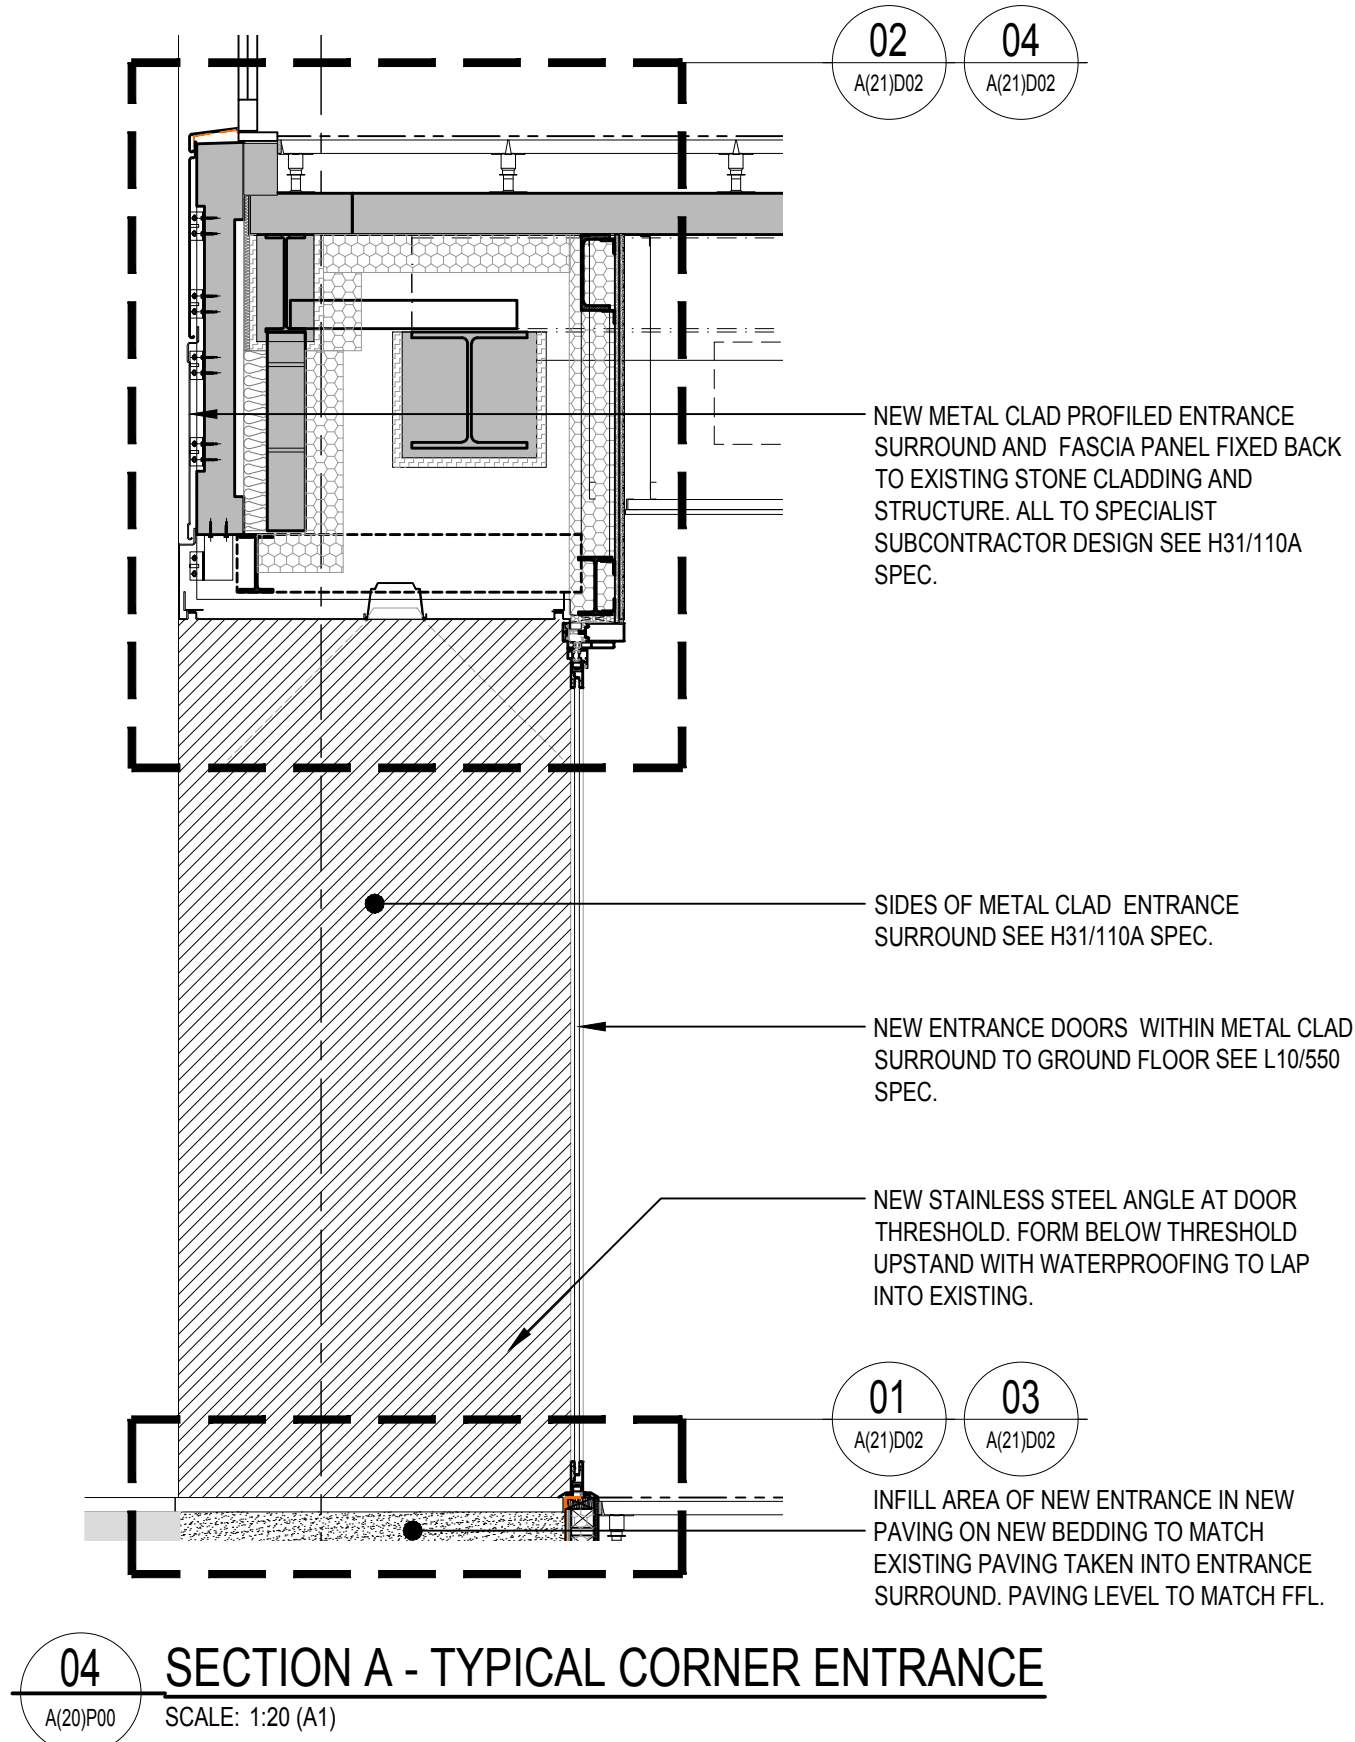 02
A(21)D02
04
A(21)D02
NEW METAL CLAD PROFILED ENTRANCE
SURROUND AND FASCIA PANEL FIXED BACK
TO EXISTING STONE CLADDING AND
STRUCTURE. ALL TO SPECIALIST
SUBCONTRACTOR DESIGN SEE H31/110A
SPEC.
SIDES OF METAL CLAD ENTRANCE
SURROUND SEE H31/110A SPEC.
NEW ENTRANCE DOORS WITHIN METAL CLAD
SURROUND TO GROUND FLOOR SEE L10/550
SPEC.
NEW STAINLESS STEEL ANGLE AT DOOR
THRESHOLD. FORM BELOW THRESHOLD
UPSTAND WITH WATERPROOFING TO LAP
INTO EXISTING.
01
A(21)D02
03
A(21)D02
INFILL AREA OF NEW ENTRANCE IN NEW
PAVING ON NEW BEDDING TO MATCH
EXISTING PAVING TAKEN INTO ENTRANCE
SURROUND. PAVING LEVEL TO MATCH FFL.
04
A(20)P00
SECTION A - TYPICAL CORNER ENTRANCE
SCALE: 1:20 (A1)